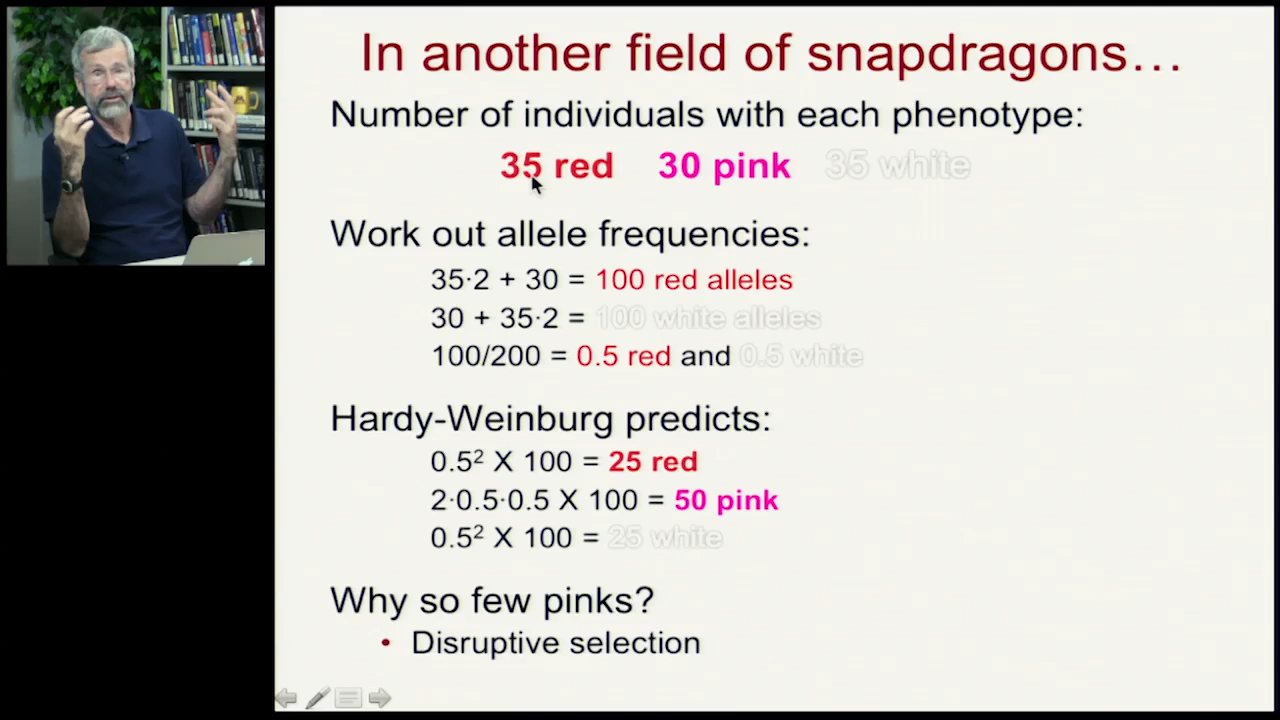 In another field of snapdragons…
Number of individuals with each phenotype:
35 red 30 pink 35 white
Work out allele frequencies:
35·2 + 30 = 100 red alleles
30 + 35·2 = 100 white alleles
100/200 = 0.5 red and 0.5 white
Hardy-Weinburg predicts:
0.5² X 100 = 25 red
2·0.5·0.5 X 100 = 50 pink
0.5² X 100 = 25 white
Why so few pinks?
• Disruptive selection